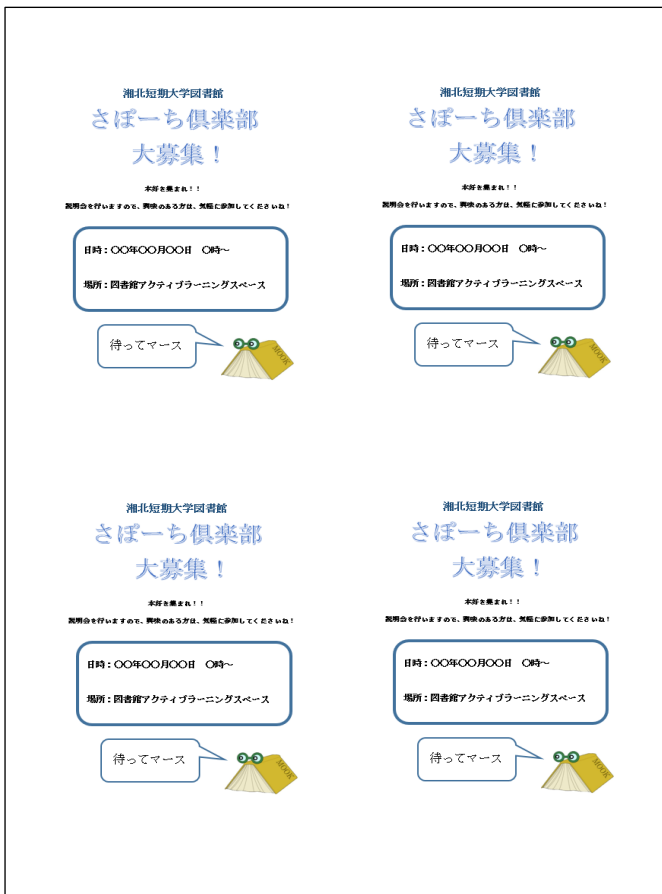 湘北短期大学図書館
さぽーち倶楽部
大募集！
本好き集まれ！！
説明会を行いますので、興味のある方は、気軽に参加してくださいね！
日時：〇〇年〇〇月〇〇日　〇時～
場所：図書館アクティブラーニングスペース
待ってマース
MOOK
湘北短期大学図書館
さぽーち倶楽部
大募集！
本好き集まれ！！
説明会を行いますので、興味のある方は、気軽に参加してくださいね！
日時：〇〇年〇〇月〇〇日　〇時～
場所：図書館アクティブラーニングスペース
待ってマース
MOOK
湘北短期大学図書館
さぽーち倶楽部
大募集！
本好き集まれ！！
説明会を行いますので、興味のある方は、気軽に参加してくださいね！
日時：〇〇年〇〇月〇〇日　〇時～
場所：図書館アクティブラーニングスペース
待ってマース
MOOK
湘北短期大学図書館
さぽーち倶楽部
大募集！
本好き集まれ！！
説明会を行いますので、興味のある方は、気軽に参加してくださいね！
日時：〇〇年〇〇月〇〇日　〇時～
場所：図書館アクティブラーニングスペース
待ってマース
MOOK